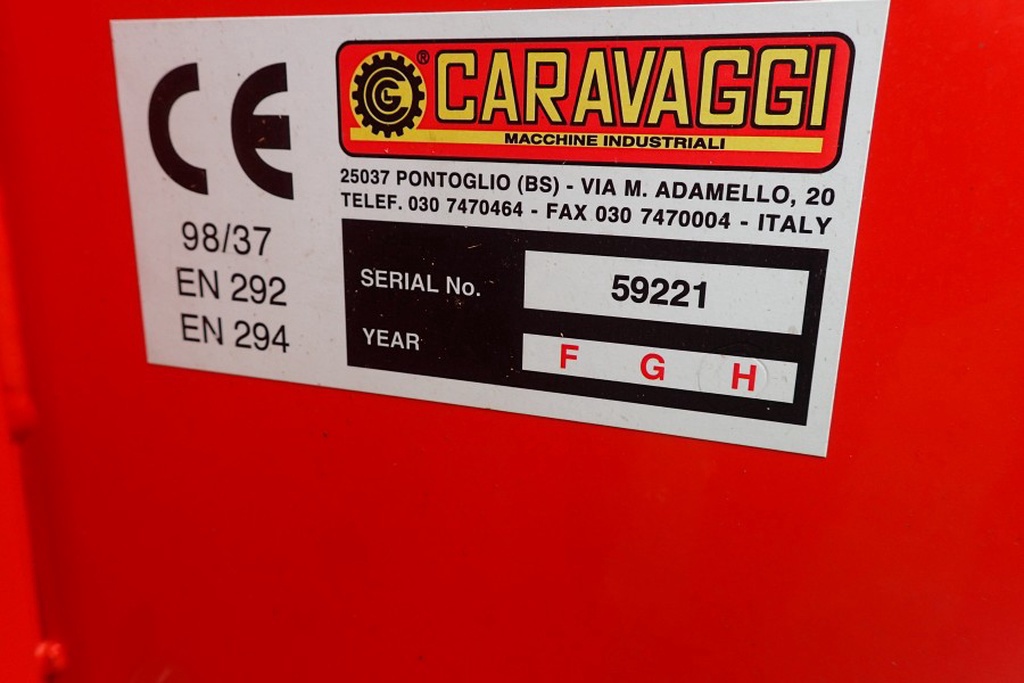 CE
98/37
EN 292
EN 294
G ® CARAVAGGI
MACCHINE INDUSTRIALI
25037 PONTOGLIO (BS) - VIA M. ADAMELLO, 20
TELEF. 030 7470464 - FAX 030 7470004 - ITALY
SERIAL No. 59221
YEAR F G H